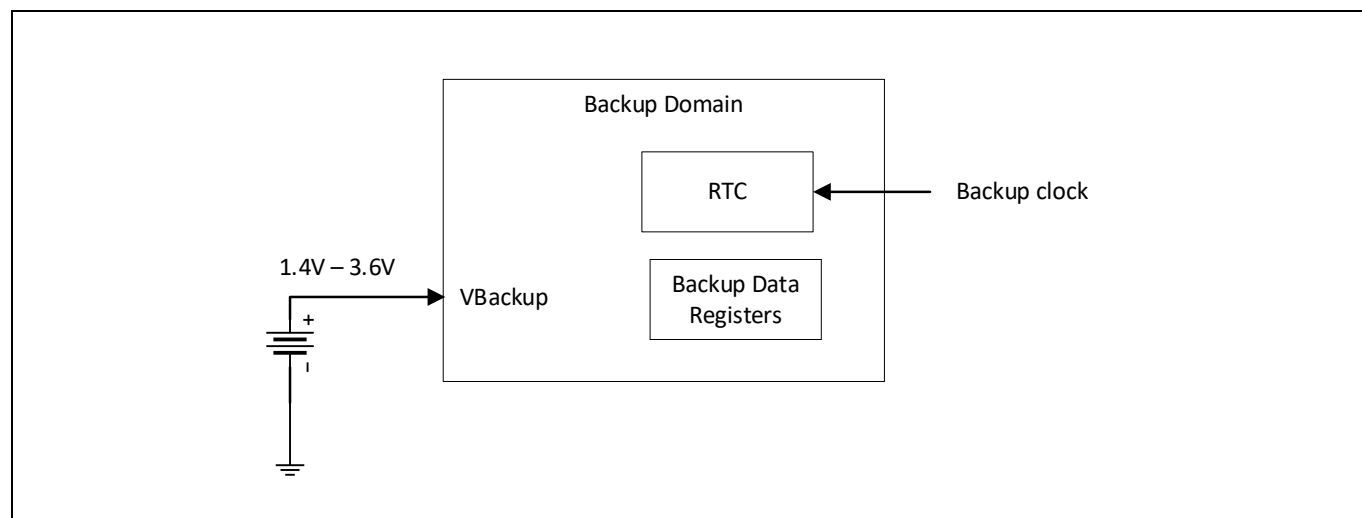 Backup Domain
RTC
Backup clock
1.4V – 3.6V
VBackup
Backup Data
Registers
+
–